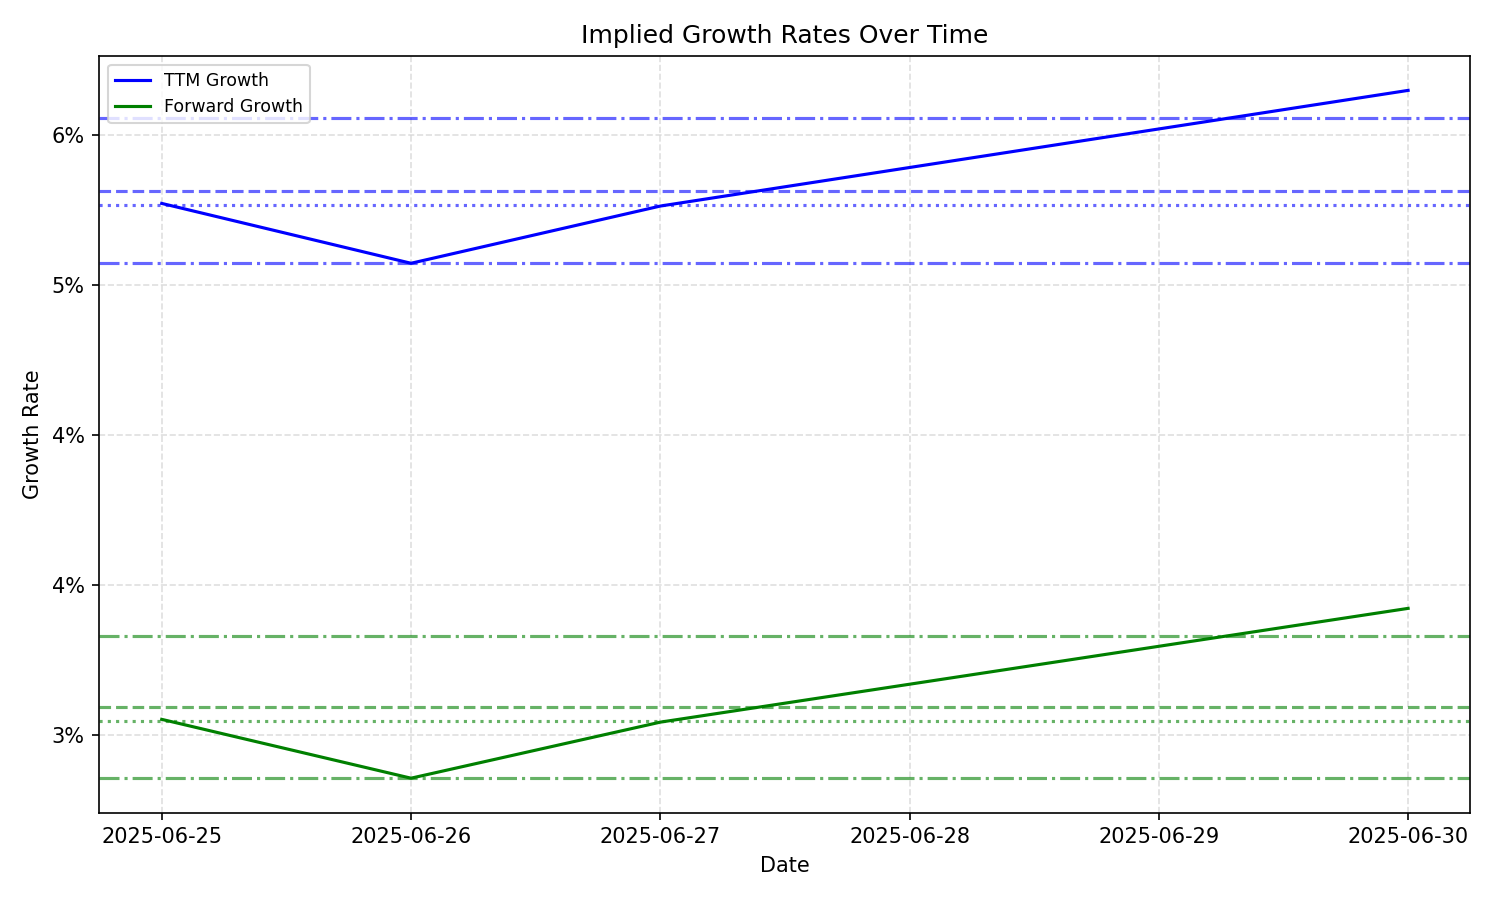 Implied Growth Rates Over Time
TTM Growth
Forward Growth
6%
5%
4%
4%
3%
Growth Rate
2025-06-25
2025-06-26
2025-06-27
2025-06-28
2025-06-29
2025-06-30
Date